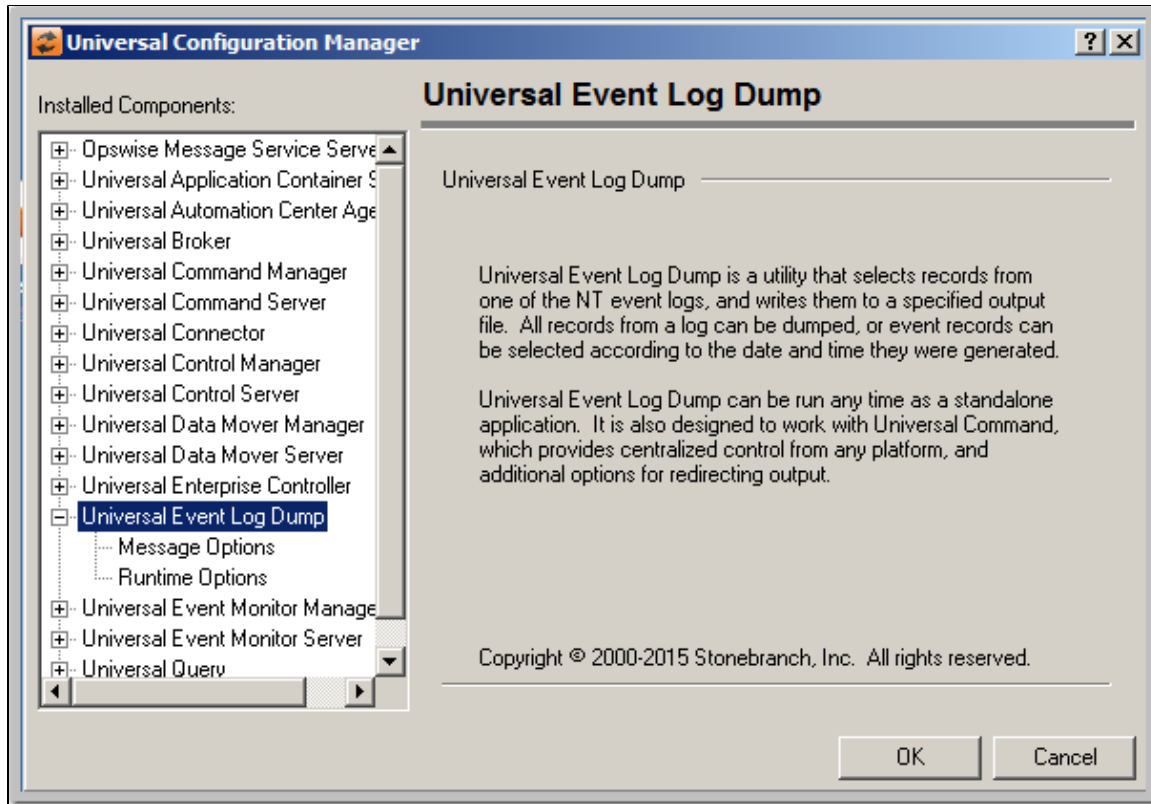 Universal Configuration Manager
? X
Installed Components:
Opswise Message Service Serve
Universal Application Container S
Universal Automation Center Age
Universal Broker
Universal Command Manager
Universal Command Server
Universal Connector
Universal Control Manager
Universal Control Server
Universal Data Mover Manager
Universal Data Mover Server
Universal Enterprise Controller
Universal Event Log Dump
Message Options
Runtime Options
Universal Event Monitor Manage
Universal Event Monitor Server
Universal Query
Universal Event Log Dump
Universal Event Log Dump
Universal Event Log Dump is a utility that selects records from
one of the NT event logs, and writes them to a specified output
file. All records from a log can be dumped, or event records can
be selected according to the date and time they were generated.
Universal Event Log Dump can be run any time as a standalone
application. It is also designed to work with Universal Command,
which provides centralized control from any platform, and
additional options for redirecting output.
Copyright © 2000-2015 Stonebranch, Inc. All rights reserved.
OK
Cancel